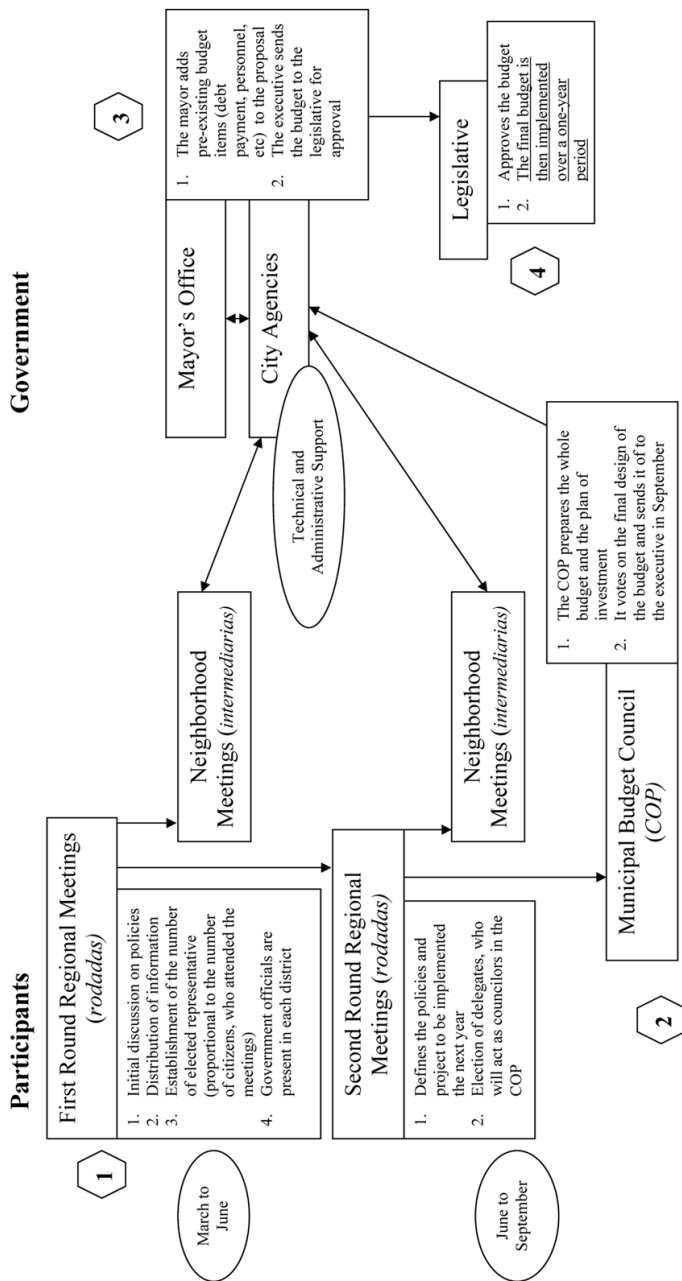 Participants
Government
1
First Round Regional Meetings
(rodadas)
1. Initial discussion on policies
2. Distribution of information
3. Establishment of the number
of elected representative
(proportional to the number
of citizens, who attended the
meetings)
4. Government officials are
present in each district
March to
June
Neighborhood
Meetings (intermediarias)
Second Round Regional
Meetings (rodadas)
1. Defines the policies and
project to be implemented
the next year
2. Election of delegates, who
will act as councilors in the
COP
June to
September
Neighborhood
Meetings (intermediarias)
2
Municipal Budget Council
(COP)
1. The COP prepares the whole
budget and the plan of
investment
2. It votes on the final design of
the budget and sends it of to
the executive in September
Technical and
Administrative Support
Mayor's Office
City Agencies
3
1. The mayor adds
pre-existing budget
items (debt
payment, personnel,
etc) to the proposal
2. The executive sends
the budget to the
legislative for
approval
4
Legislative
1. Approves the budget
2. The final budget is
then implemented
over a one-year
period